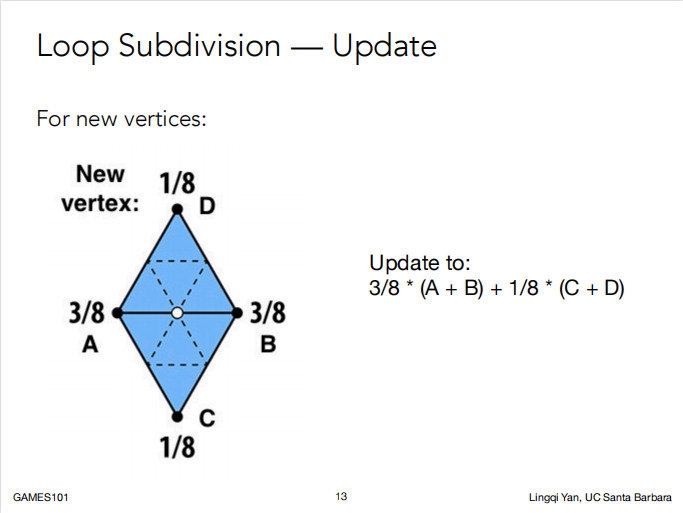 Loop Subdivision — Update
For new vertices:
New
vertex:
1/8
D
3/8
A
3/8
B
C
1/8
Update to:
3/8 * (A + B) + 1/8 * (C + D)
GAMES101
13
Lingqi Yan, UC Santa Barbara